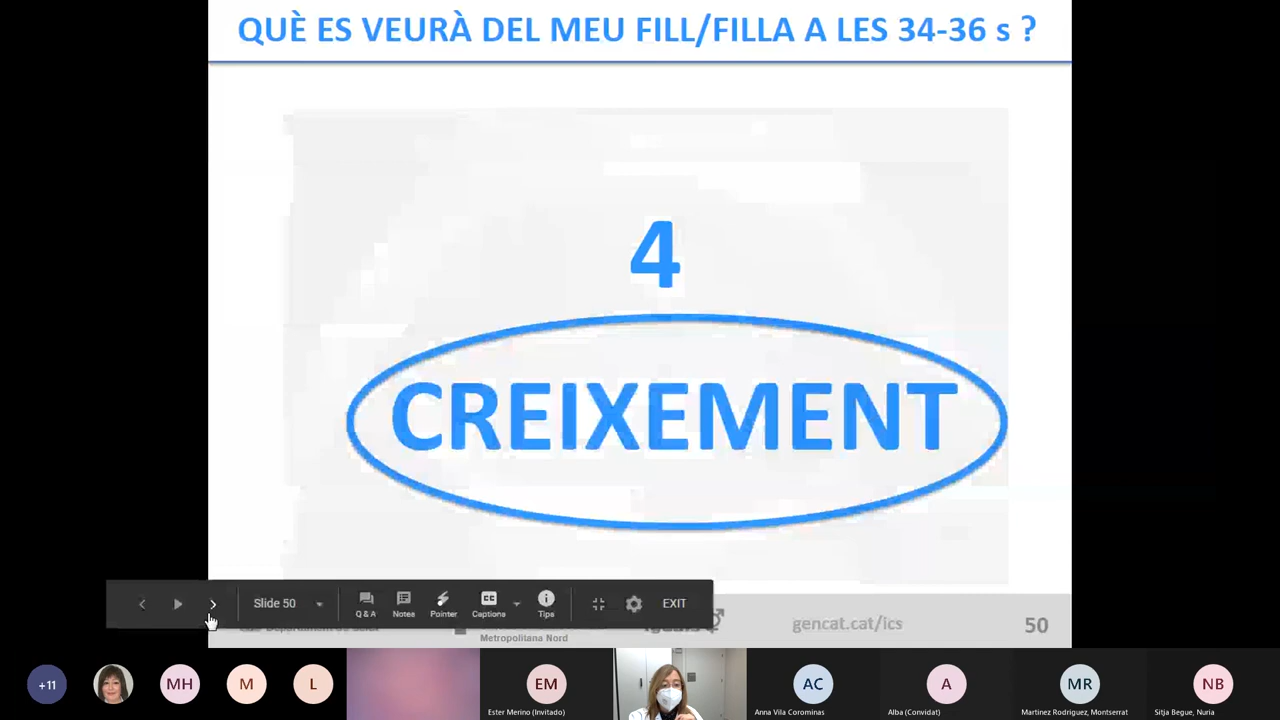 QUÈ ES VEURÀ DEL MEU FILL/FILLA A LES 34-36 s ?
4
CREIXEMENT
Slide 50
Q & A
Notes
Pointer
Captions
Tips
EXIT
Metropolitana Nord
gencat.cat/ics
50
+11
MH
M
L
EM
Ester Merino (Invitado)
AC
Anna Vila Corominas
A
Alba (Convidat)
MR
Martinez Rodriguez, Montserrat
NB
Sitja Begue, Nuria